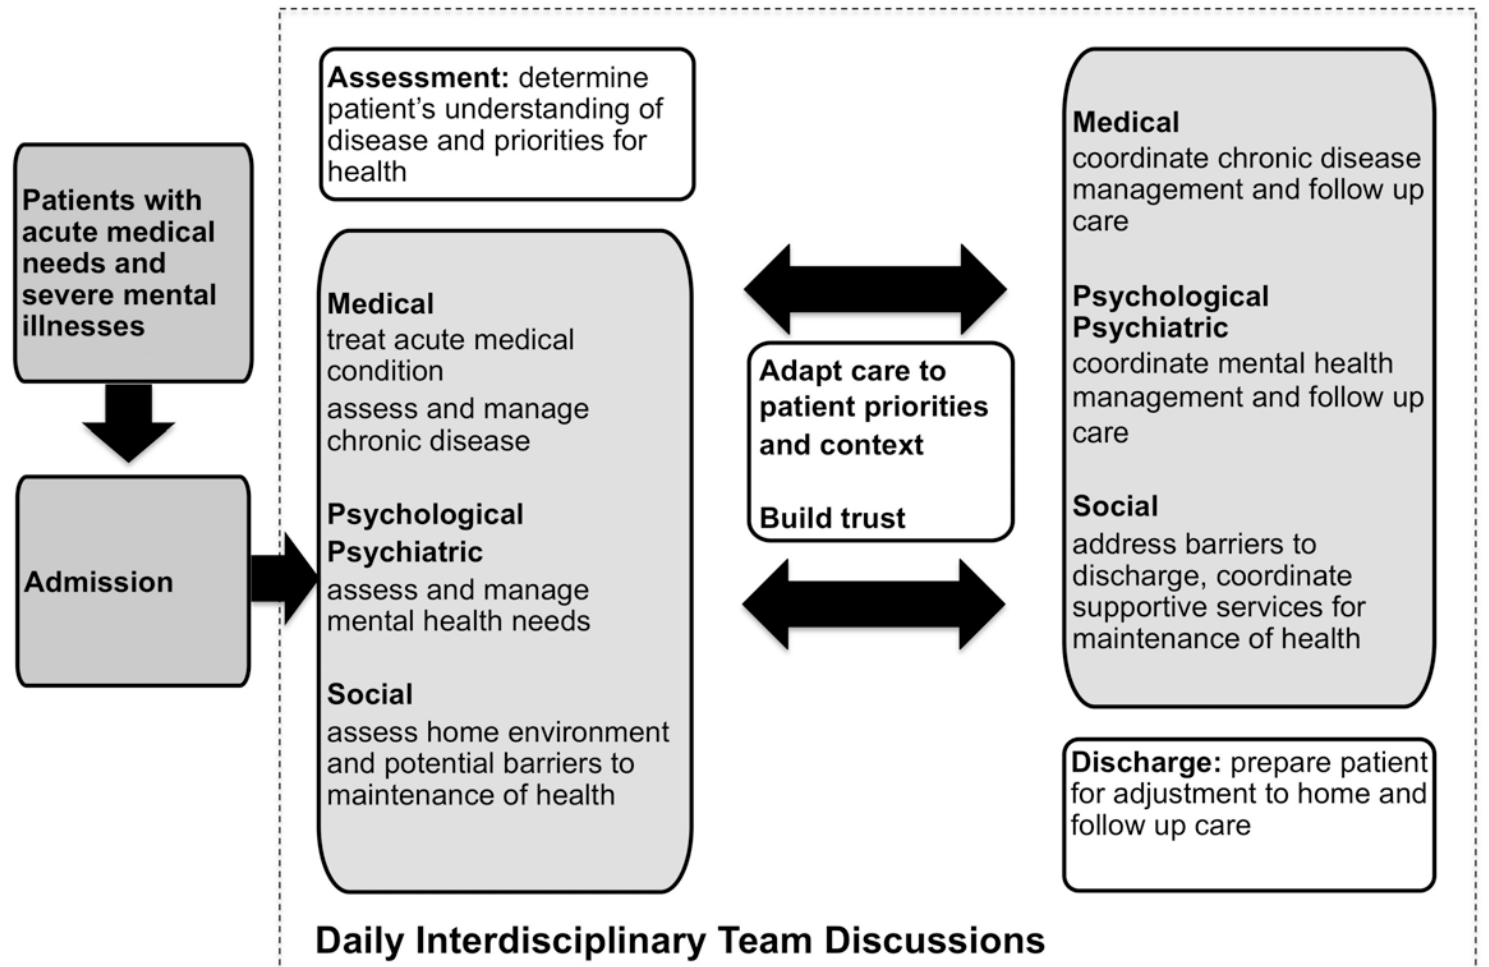 Patients with
acute medical
needs and
severe mental
illnesses
Admission
Assessment: determine
patient’s understanding of
disease and priorities for
health
Medical
treat acute medical
condition
assess and manage
chronic disease
Psychological
Psychiatric
assess and manage
mental health needs
Social
assess home environment
and potential barriers to
maintenance of health
Adapt care to
patient priorities
and context
Build trust
Medical
coordinate chronic disease
management and follow up
care
Psychological
Psychiatric
coordinate mental health
management and follow up
care
Social
address barriers to
discharge, coordinate
supportive services for
maintenance of health
Discharge: prepare patient
for adjustment to home and
follow up care
Daily Interdisciplinary Team Discussions